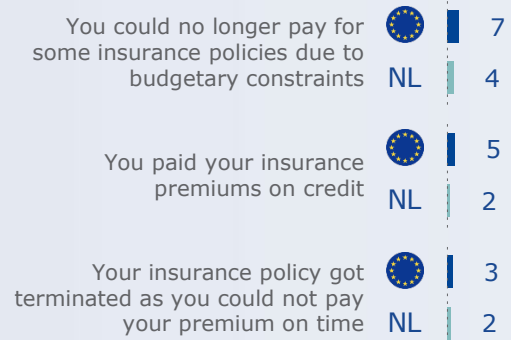 You could no longer pay for
some insurance policies due to
budgetary constraints
7
NL 4
You paid your insurance
premiums on credit
5
NL 2
Your insurance policy got
terminated as you could not pay
your premium on time
3
NL 2